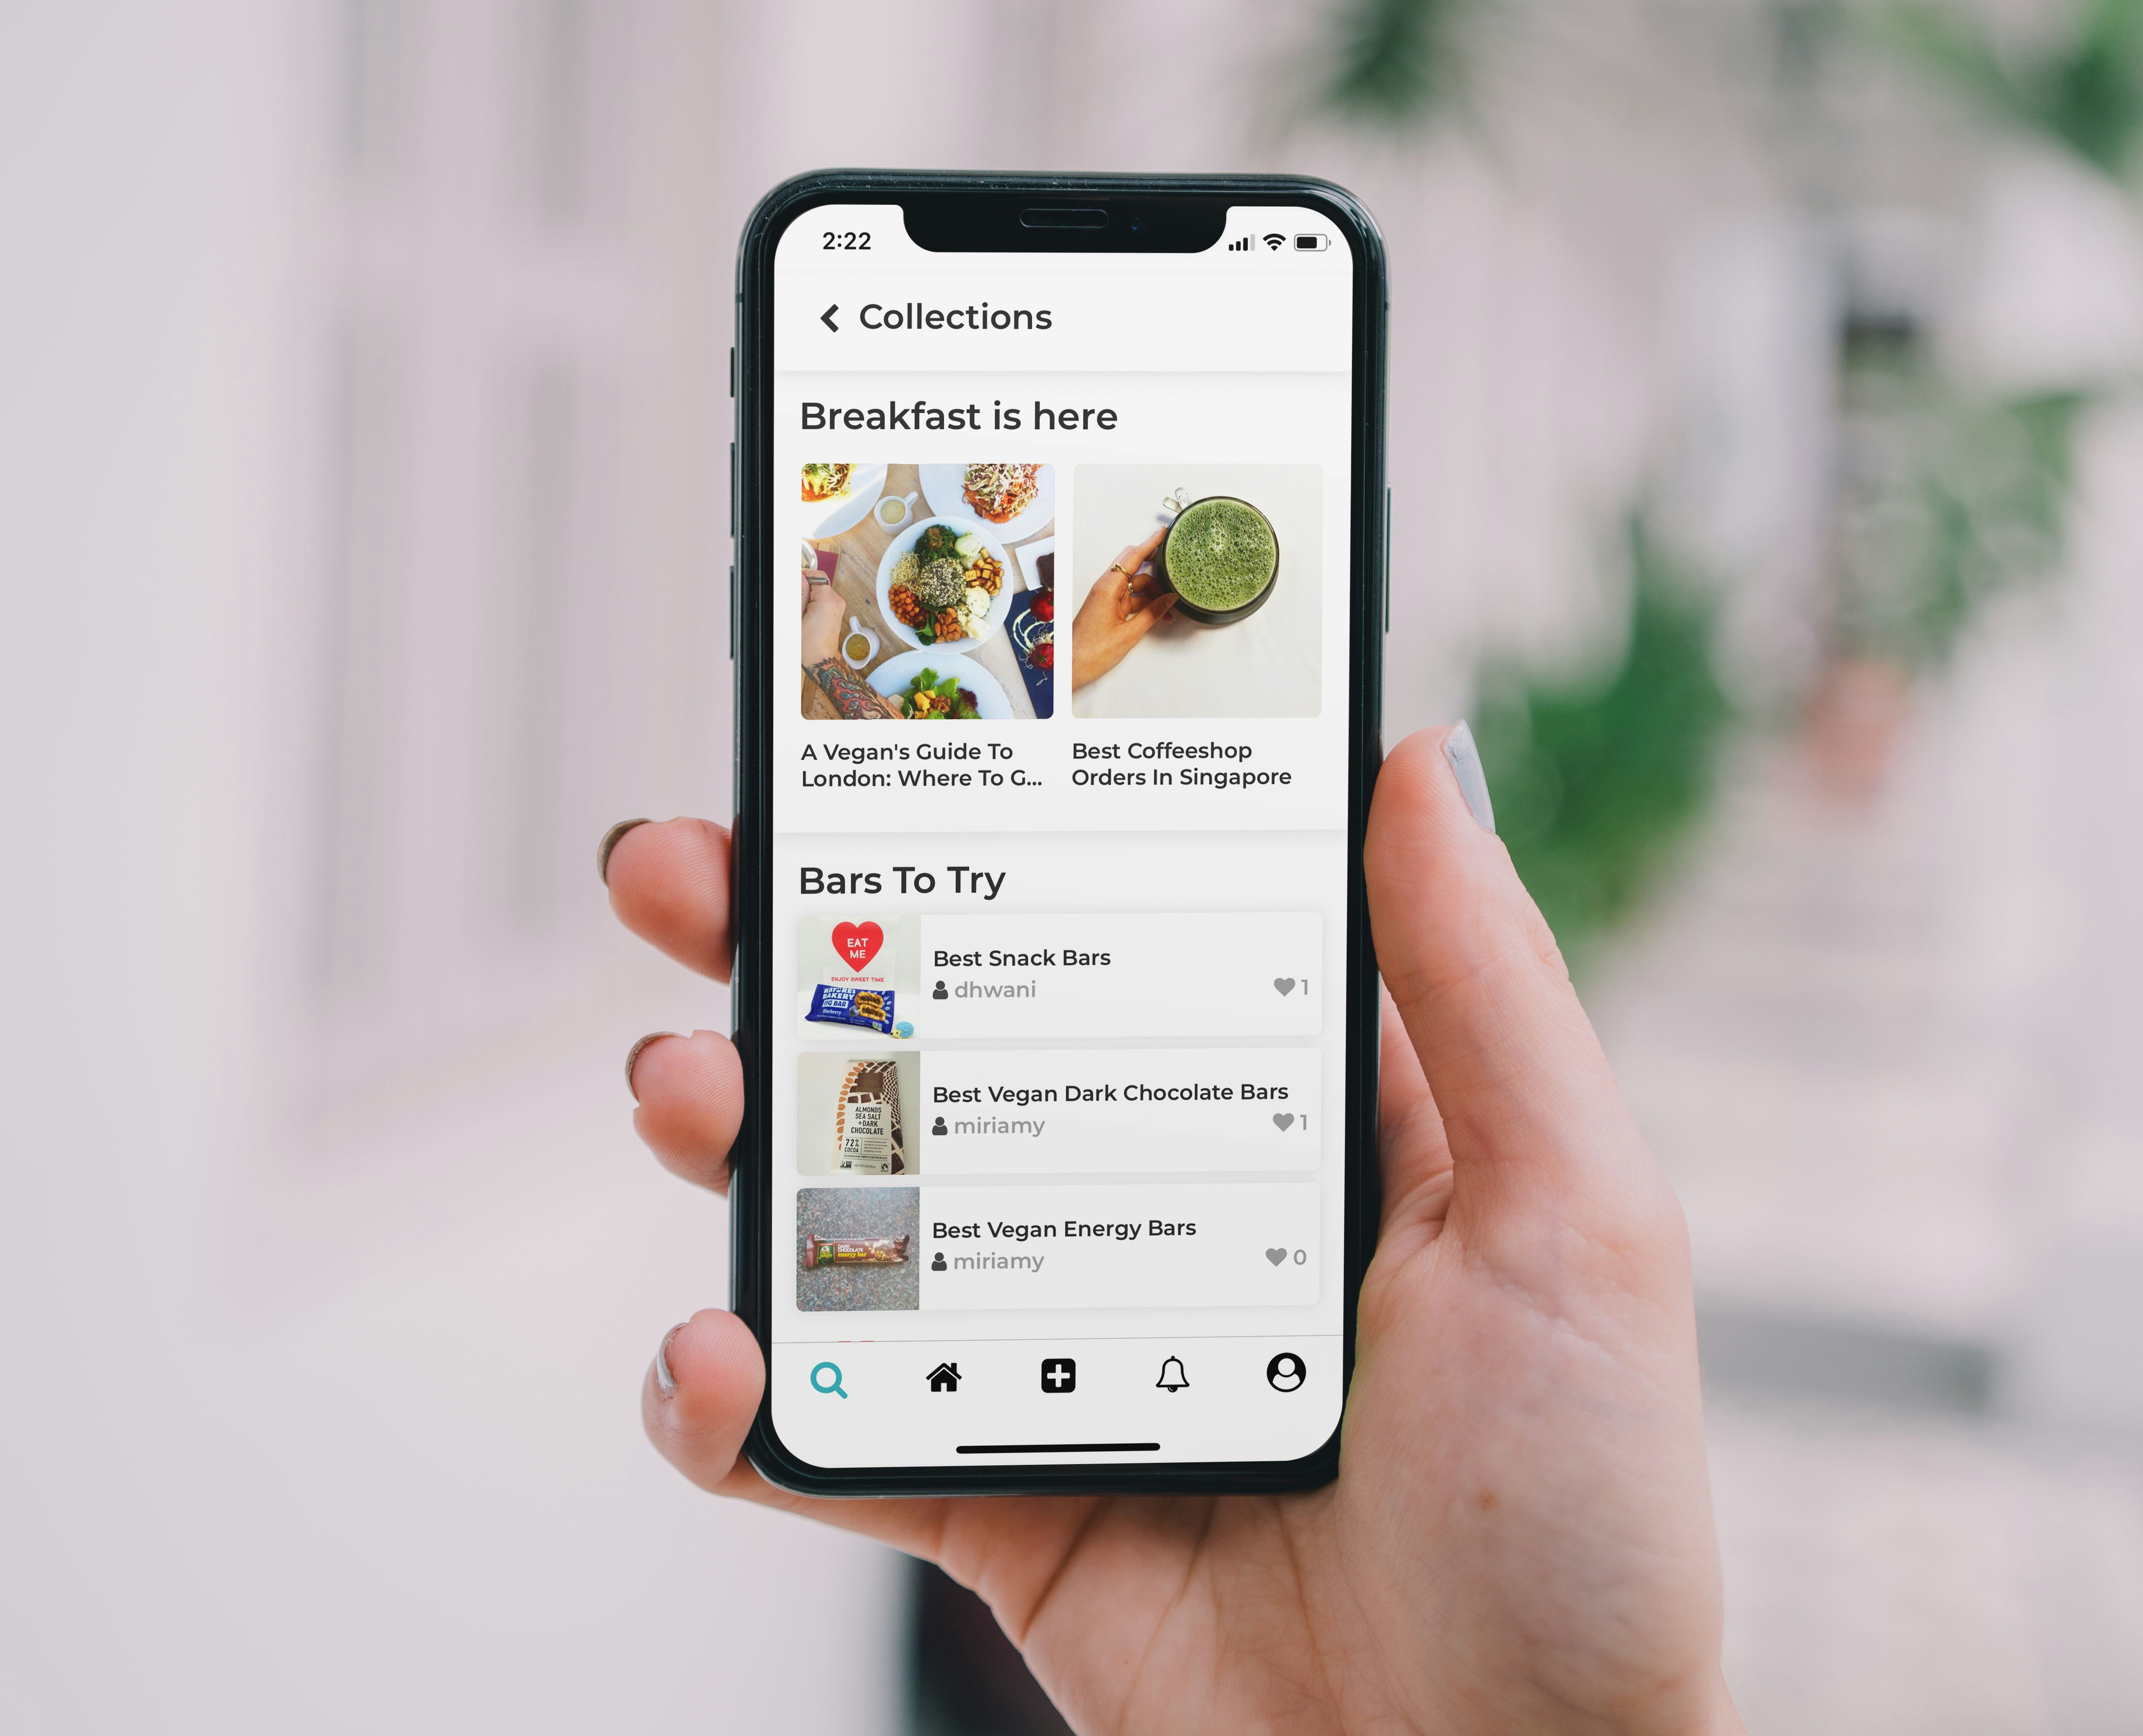 2:22
Collections
Breakfast is here
A Vegan's Guide To
London: Where To G...
Best Coffeeshop
Orders In Singapore
Bars To Try
EAT
ME
ENJOY SWEET TIME
BAKERY
FIG BAR
Blueberry
Best Snack Bars
dhwani
1
ALMONDS
SEA SALT
+ DARK
CHOCOLATE
72%
COCOA
Best Vegan Dark Chocolate Bars
miriamy
1
DARK
CHOCOLATE
energy bar
Best Vegan Energy Bars
miriamy
0